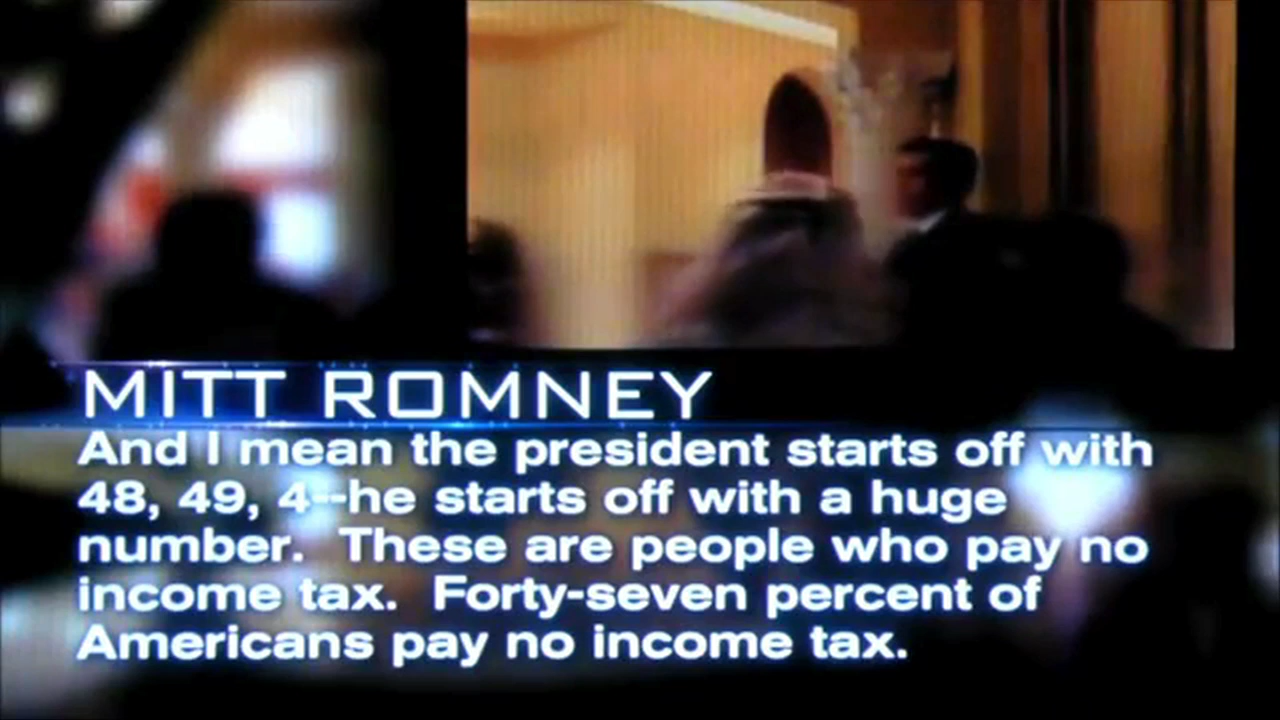 MITT ROMNEY
And I mean the president starts off with
48, 49, 4--he starts off with a huge
number.  These are people who pay no
income tax.  Forty-seven percent of
Americans pay no income tax.